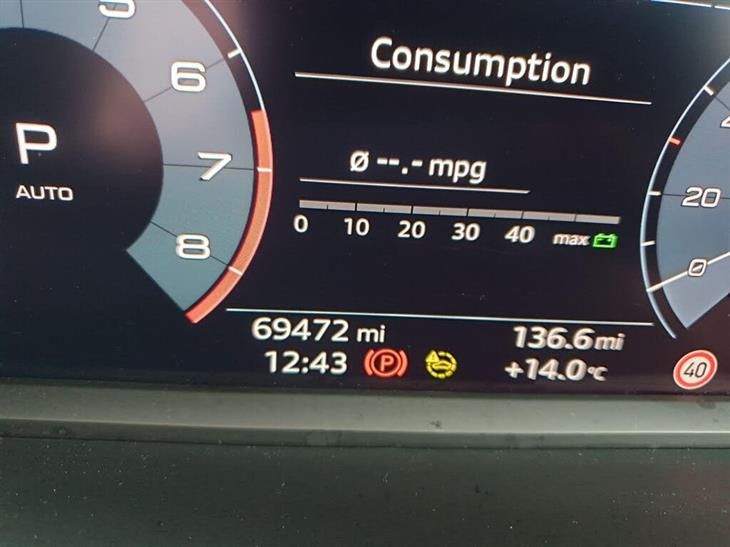 Consumption
6
7
8
P
AUTO
ø --.- mpg
0 10 20 30 40 max
20
0
69472 mi 136.6 mi
12:43 (P) +14.0°C 40